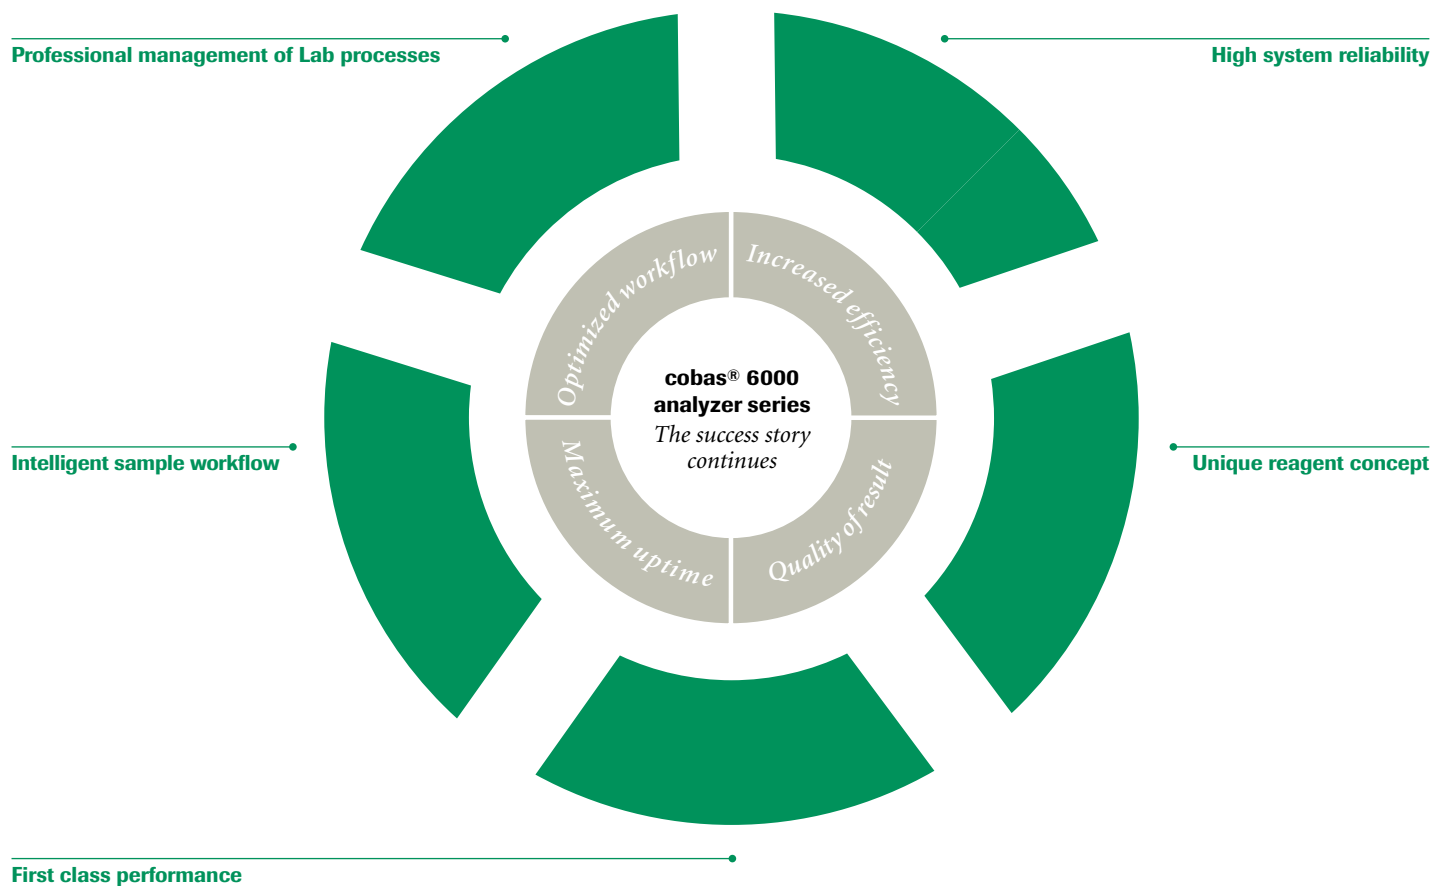 Professional management of Lab processes
High system reliability
Optimized workflow
Increased efficiency
cobas® 6000
analyzer series
The success story
continues
Intelligent sample workflow
Unique reagent concept
Maximum uptime
Quality of result
First class performance